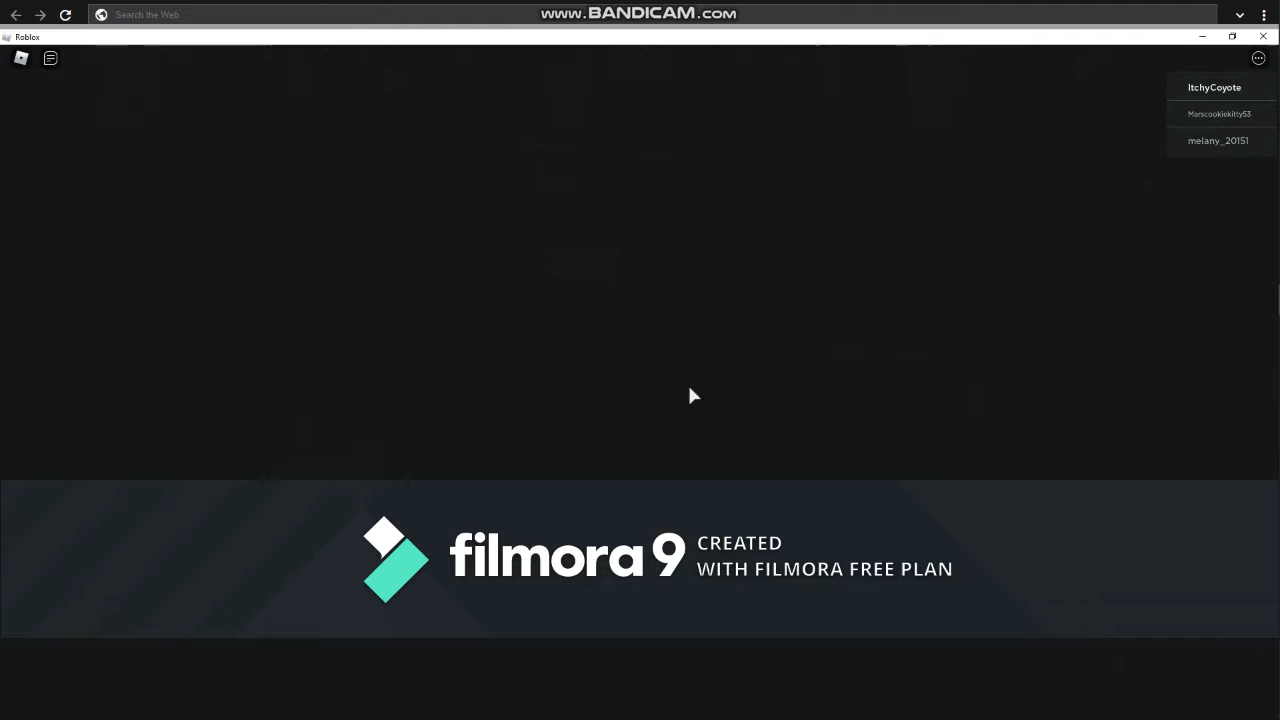 Search the Web
www.BANDICAM.com
Roblox
ItchyCoyote
Marscookiekitty53
melany_20151
filmora 9
CREATED
WITH FILMORA FREE PLAN